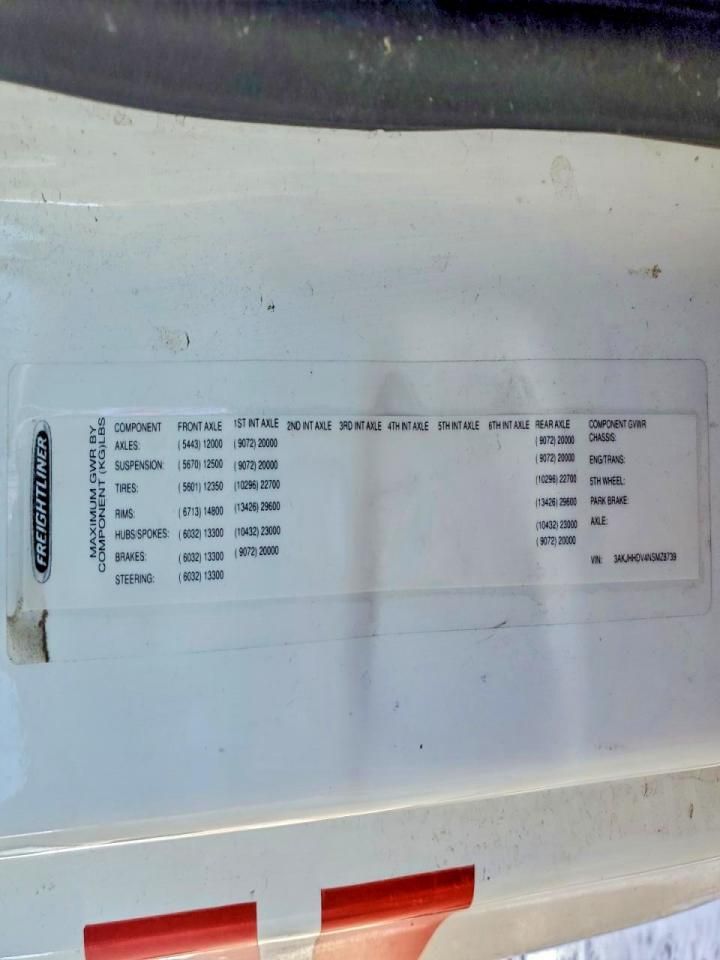 FREIGHTLINER
MAXIMUM GWR BY
COMPONENT (KG)LBS
COMPONENT FRONT AXLE 1ST INT AXLE 2ND INT AXLE 3RD INT AXLE 4TH INT AXLE 5TH INT AXLE 6TH INT AXLE REAR AXLE COMPONENT GVWR
AXLES: ( 5443) 12000 ( 9072) 20000 ( 9072) 20000 CHASSIS:
SUSPENSION: ( 5670) 12500 ( 9072) 20000 ( 9072) 20000 ENG/TRANS:
TIRES: ( 5601) 12350 (10296) 22700 (10296) 22700 5TH WHEEL:
RIMS: ( 6713) 14800 (13426) 29600 (13426) 29600 PARK BRAKE:
HUBS/SPOKES: ( 6032) 13300 (10432) 23000 (10432) 23000 AXLE:
BRAKES: ( 6032) 13300 ( 9072) 20000 ( 9072) 20000
STEERING: ( 6032) 13300
VIN: 3AKJHHDV4NSMZ8739